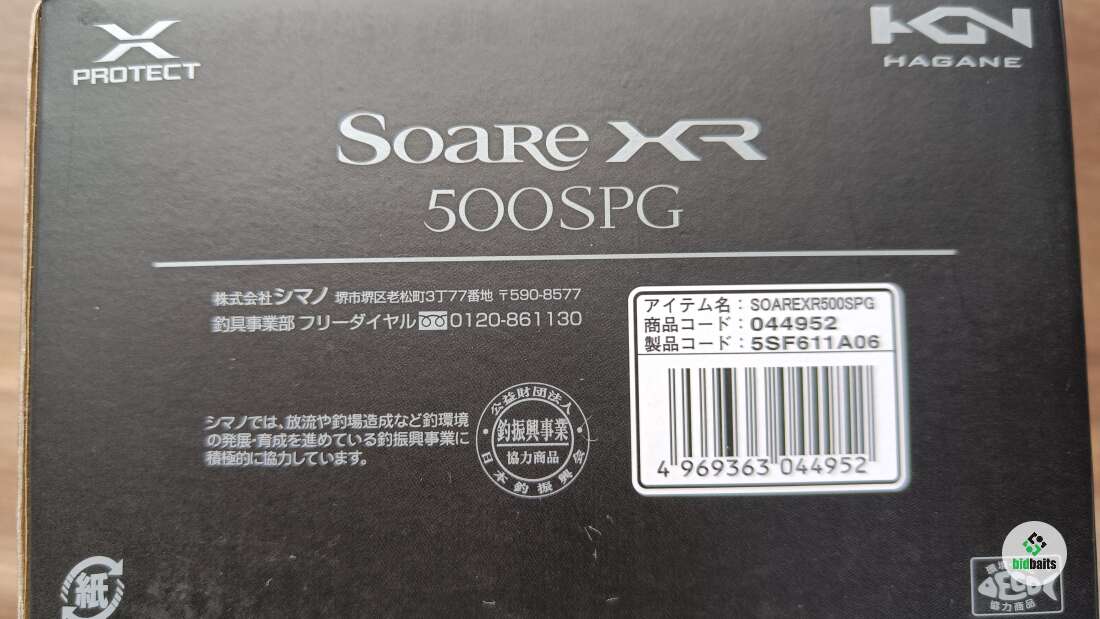 X
PROTECT
HAGANE
SOARE XR
500SPG
株式会社シマノ 堺市堺区老松町3丁77番地 〒590-8577
釣具事業部 フリーダイヤル 0120-861130
アイテム名：SOAREXR500SPG
商品コード：044952
製品コード：5SF611A06
4 969363 044952
シマノでは、放流や釣場造成など釣環境
の発展・育成を進めている釣振興事業に
積極的に協力しています。
公益財団法人
釣振興事業
協力商品
日本釣振興会
紙
bidbaits
協力商品